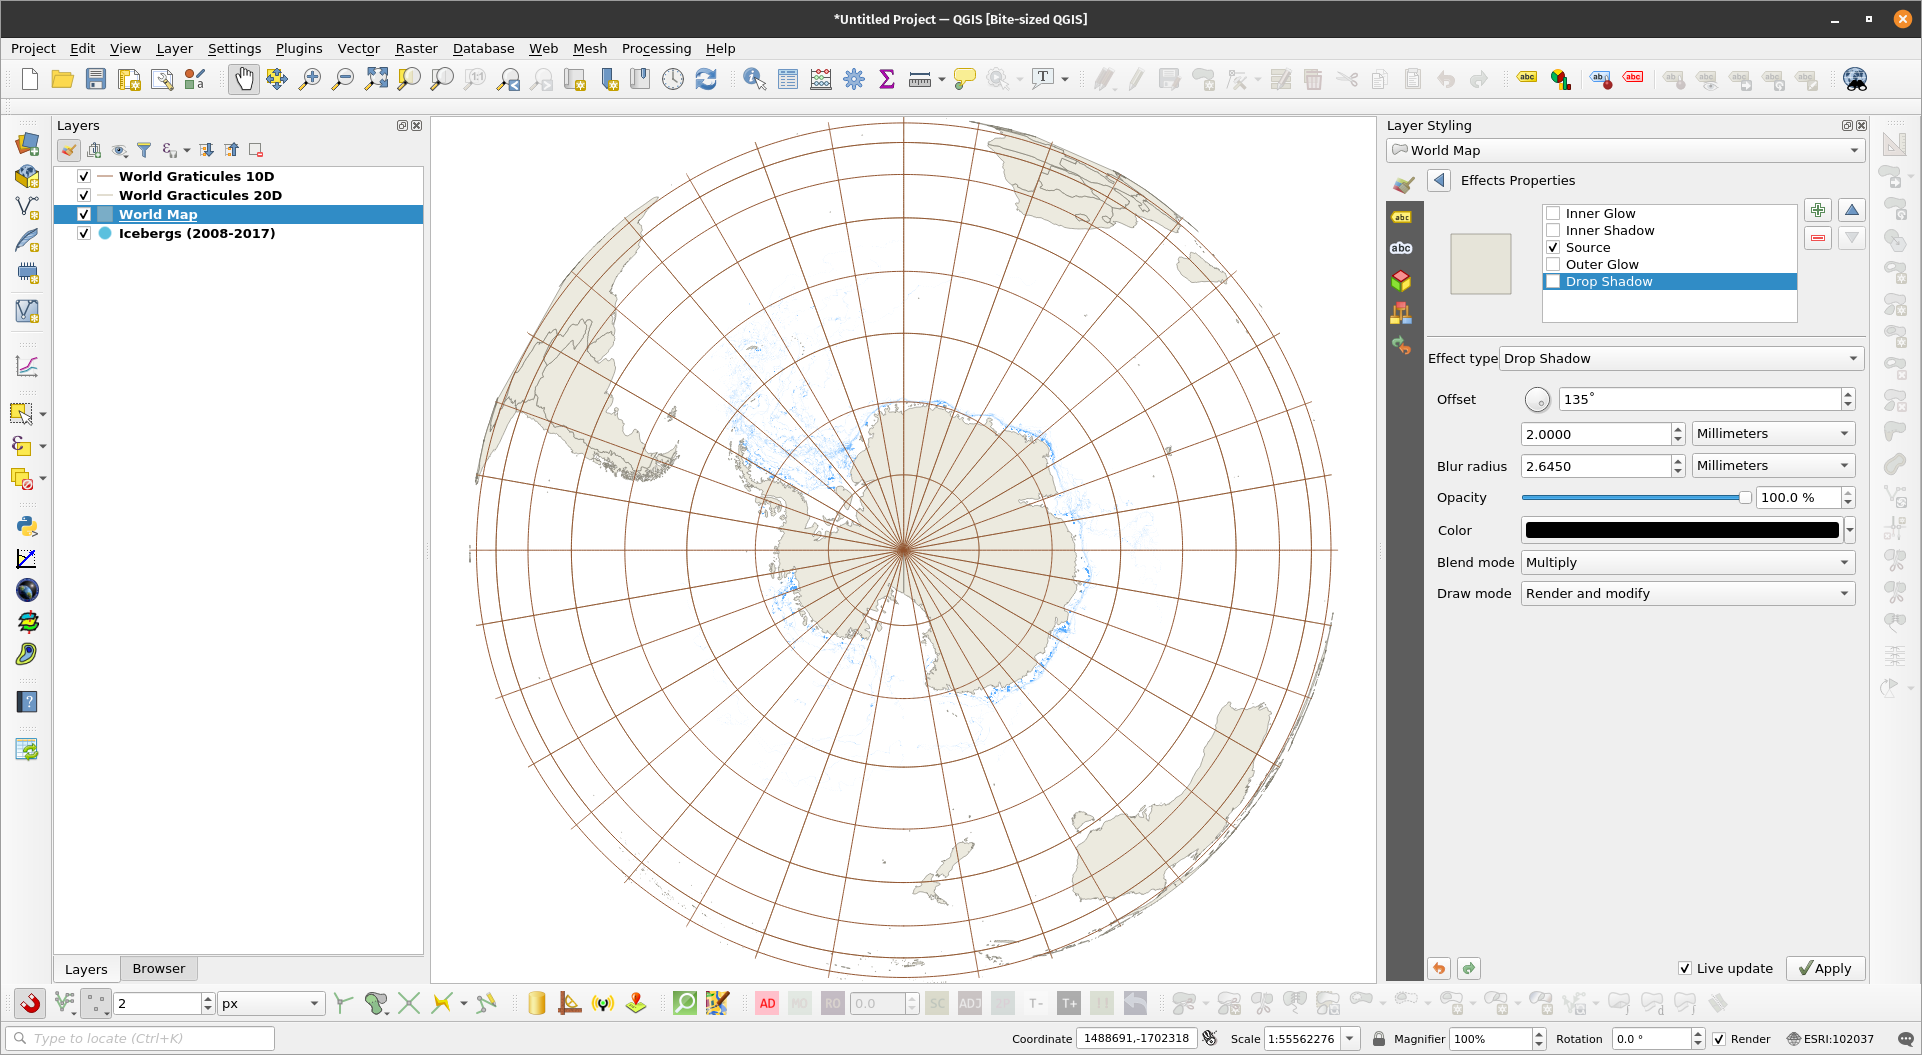 *Untitled Project — QGIS [Bite-sized QGIS]
Project Edit View Layer Settings Plugins Vector Raster Database Web Mesh Processing Help
Layers
World Graticules 10D
World Gracticules 20D
World Map
Icebergs (2008-2017)
Layers Browser
Layer Styling
World Map
Effects Properties
Inner Glow
Inner Shadow
Source
Outer Glow
Drop Shadow
Effect type Drop Shadow
Offset 135˚
2.0000 Millimeters
Blur radius 2.6450 Millimeters
Opacity 100.0 %
Color
Blend mode Multiply
Draw mode Render and modify
Live update Apply
2 px AD MO RO 0.0 SC ADJ T- T+
Type to locate (Ctrl+K) Coordinate 1488691,-1702318 Scale 1:55562276 Magnifier 100% Rotation 0.0 ° Render ESRI:102037